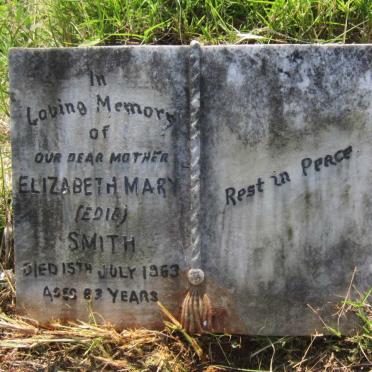 In
Loving Memory
of
OUR DEAR MOTHER
ELIZABETH MARY
(EDIE)
SMITH
DIED 15TH JULY 1963
AGED 83 YEARS
Rest in Peace